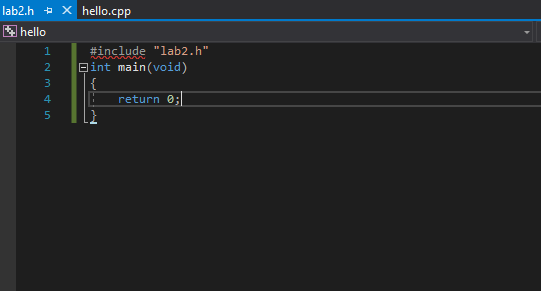 lab2.h hello.cpp
hello
1 #include "lab2.h"
2 int main(void)
3 {
4 return 0;
5 }